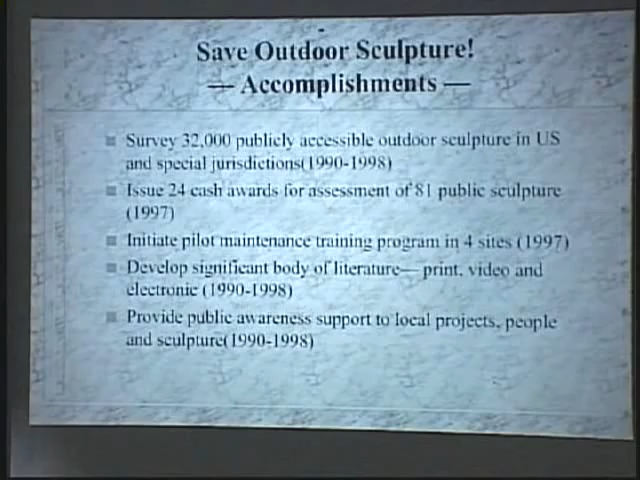 Save Outdoor Sculpture!
— Accomplishments —
Survey 32,000 publicly accessible outdoor sculpture in US
and special jurisdictions(1990-1998)
Issue 24 cash awards for assessment of 81 public sculpture
(1997)
Initiate pilot maintenance training program in 4 sites (1997)
Develop significant body of literature— print, video and
electronic (1990-1998)
Provide public awareness support to local projects, people
and sculpture(1990-1998)